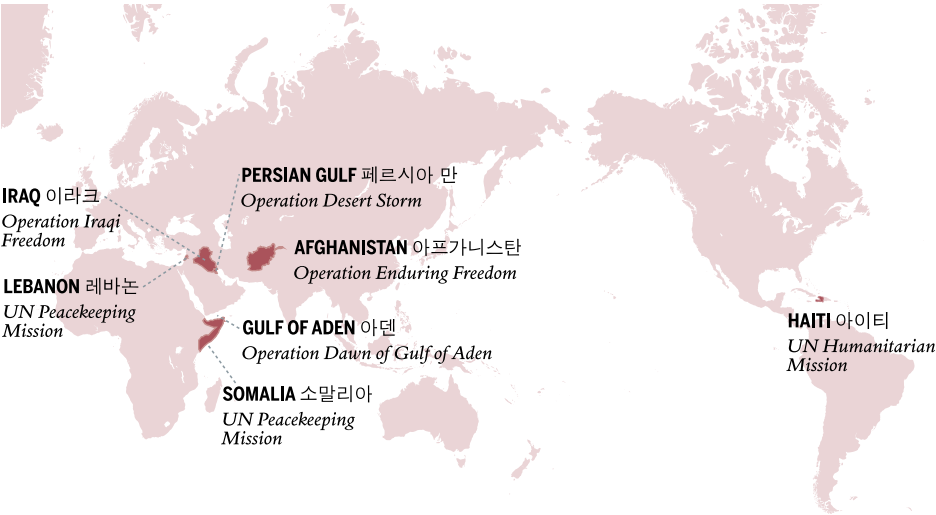 PERSIAN GULF 페르시아 만
Operation Desert Storm
IRAQ 이라크
Operation Iraqi
Freedom
AFGHANISTAN 아프가니스탄
Operation Enduring Freedom
LEBANON 레바논
UN Peacekeeping
Mission
GULF OF ADEN 아덴
Operation Dawn of Gulf of Aden
HAITI 아이티
UN Humanitarian
Mission
SOMALIA 소말리아
UN Peacekeeping
Mission